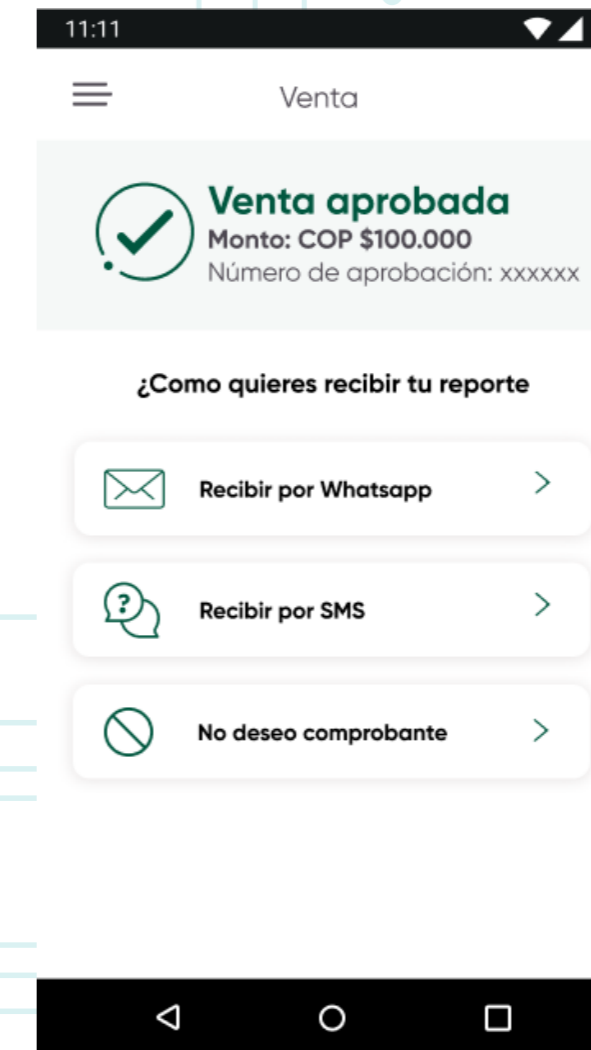 11:11
Venta
Venta aprobada
Monto: COP $100.000
Número de aprobación: xxxxxx
¿Como quieres recibir tu reporte
Recibir por Whatsapp
?
Recibir por SMS
No deseo comprobante